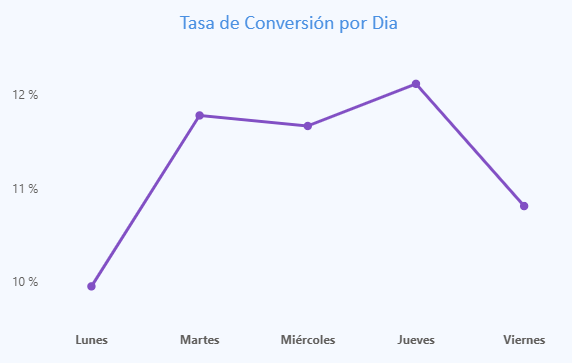 Tasa de Conversión por Dia
12 %
11 %
10 %
Lunes Martes Miércoles Jueves Viernes